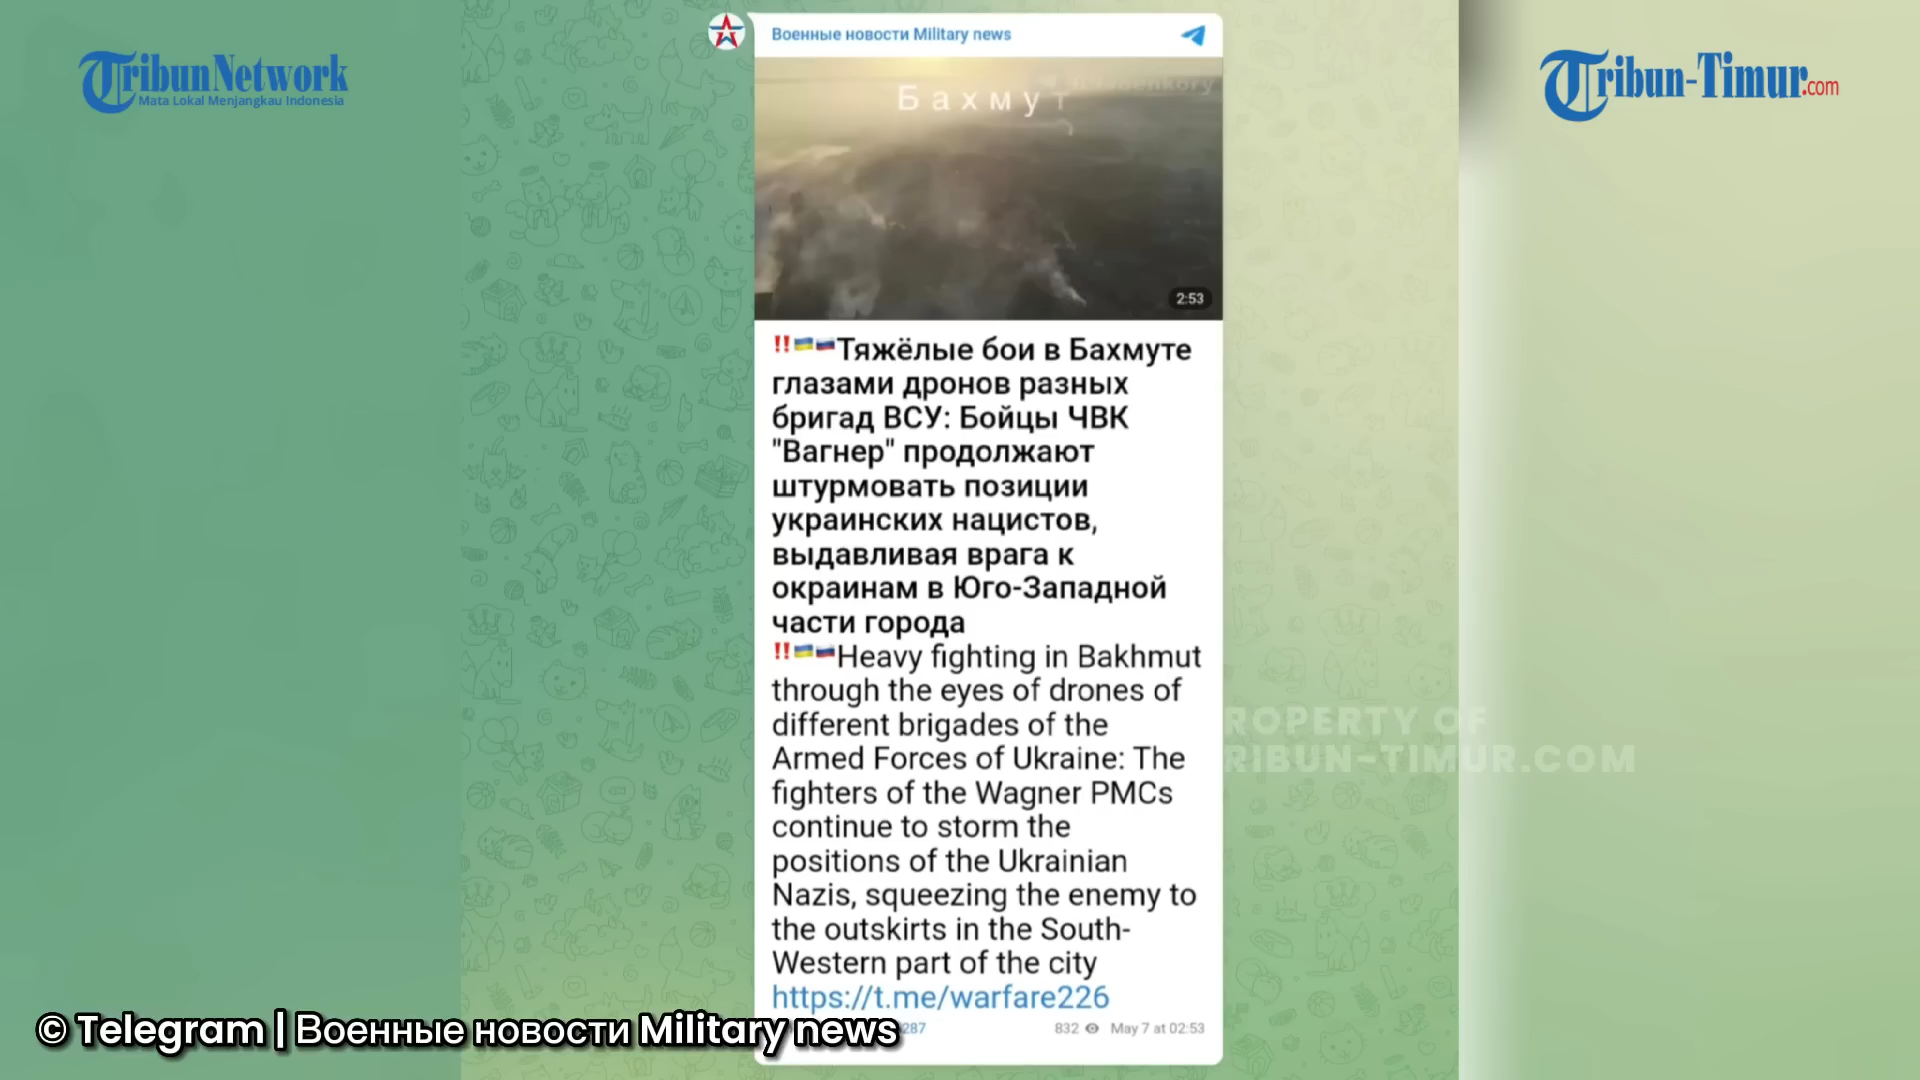 TribunNetwork
Mata Lokal Menjangkau Indonesia
Военные новости Military news
Tribun-Timur.com
Бахмут
2:53
‼️🇺🇦🇷🇺Тяжёлые бои в Бахмуте
глазами дронов разных
бригад ВСУ: Бойцы ЧВК
"Вагнер" продолжают
штурмовать позиции
украинских нацистов,
выдавливая врага к
окраинам в Юго-Западной
части города
‼️🇺🇦🇷🇺Heavy fighting in Bakhmut
through the eyes of drones of
different brigades of the
Armed Forces of Ukraine: The
fighters of the Wagner PMCs
continue to storm the
positions of the Ukrainian
Nazis, squeezing the enemy to
the outskirts in the South-
Western part of the city
https://t.me/warfare226
287
832
May 7 at 02:53
ROPERTY OF
RIBUN-TIMUR.COM
© Telegram | Военные новости Military news